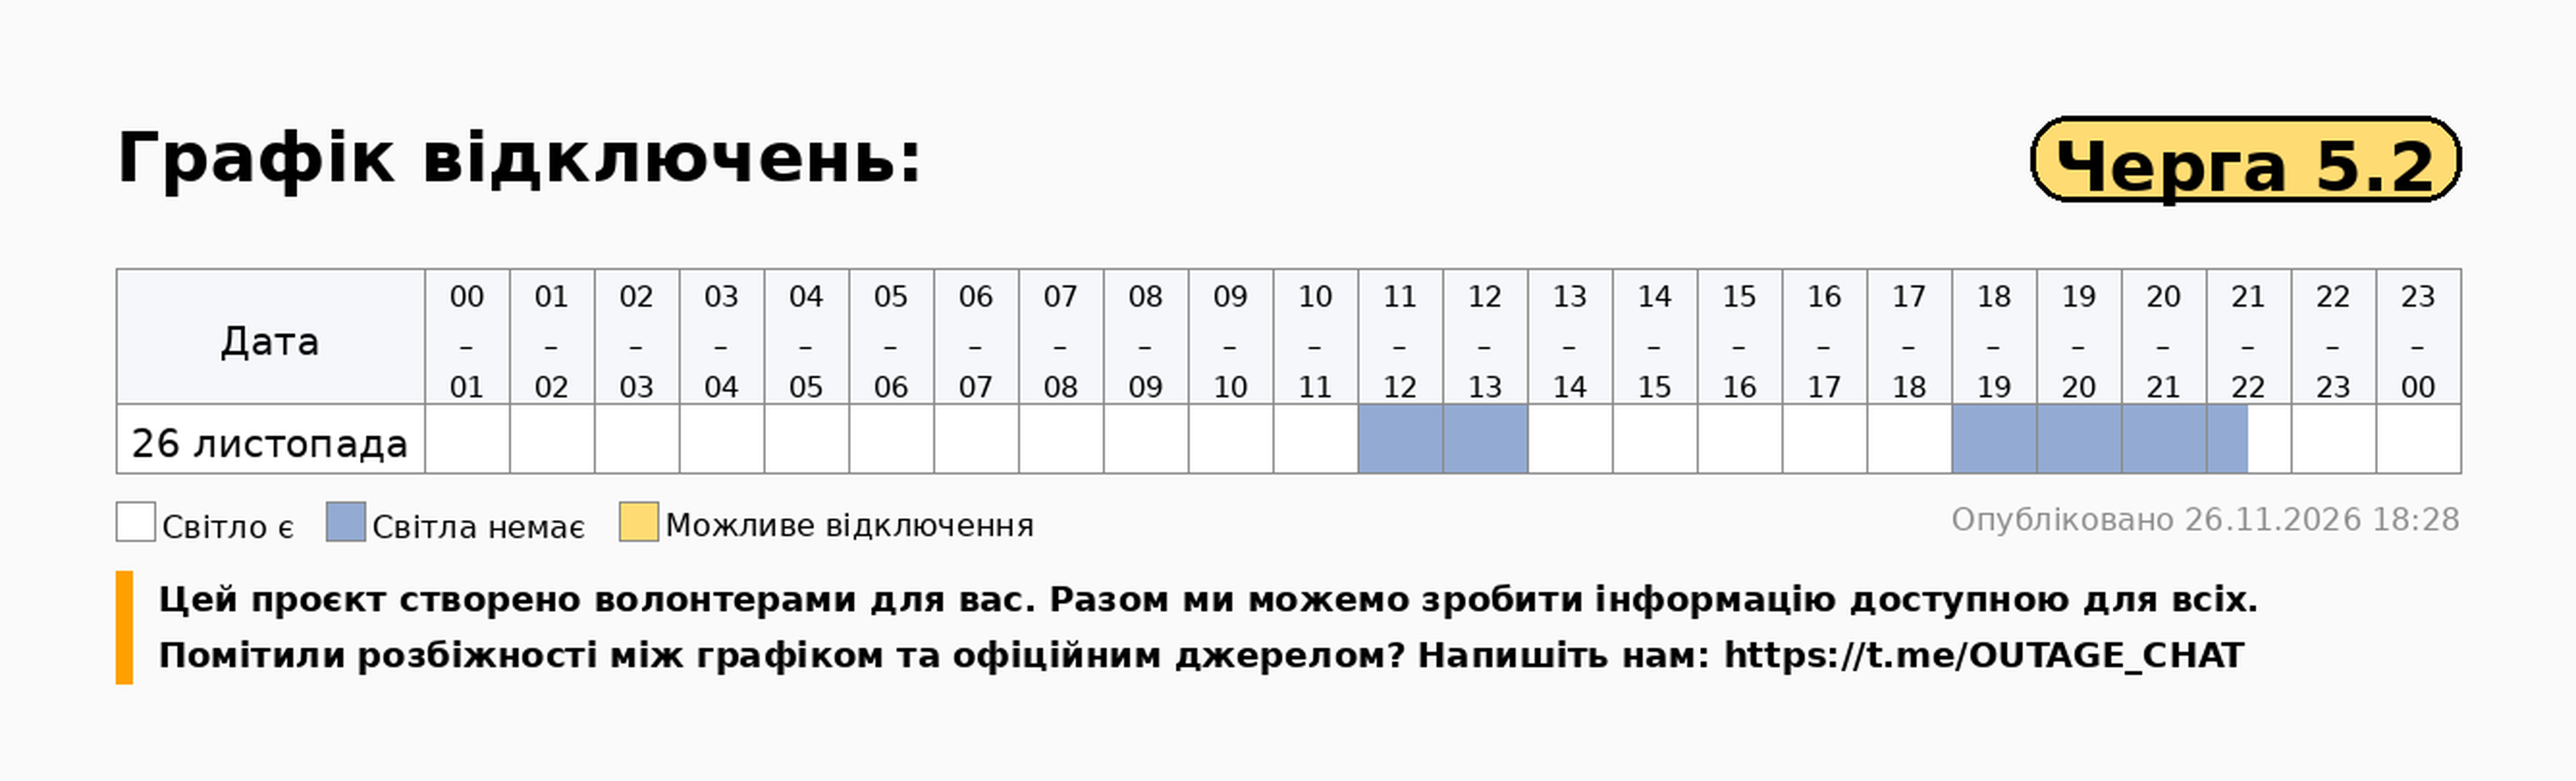 Графік відключень:
Черга 5.2
Дата
00 – 01
01 – 02
02 – 03
03 – 04
04 – 05
05 – 06
06 – 07
07 – 08
08 – 09
09 – 10
10 – 11
11 – 12
12 – 13
13 – 14
14 – 15
15 – 16
16 – 17
17 – 18
18 – 19
19 – 20
20 – 21
21 – 22
22 – 23
23 – 00
26 листопада
Світло є
Світла немає
Можливе відключення
Опубліковано 26.11.2026 18:28
Цей проєкт створено волонтерами для вас. Разом ми можемо зробити інформацію доступною для всіх.
Помітили розбіжності між графіком та офіційним джерелом? Напишіть нам: https://t.me/OUTAGE_CHAT